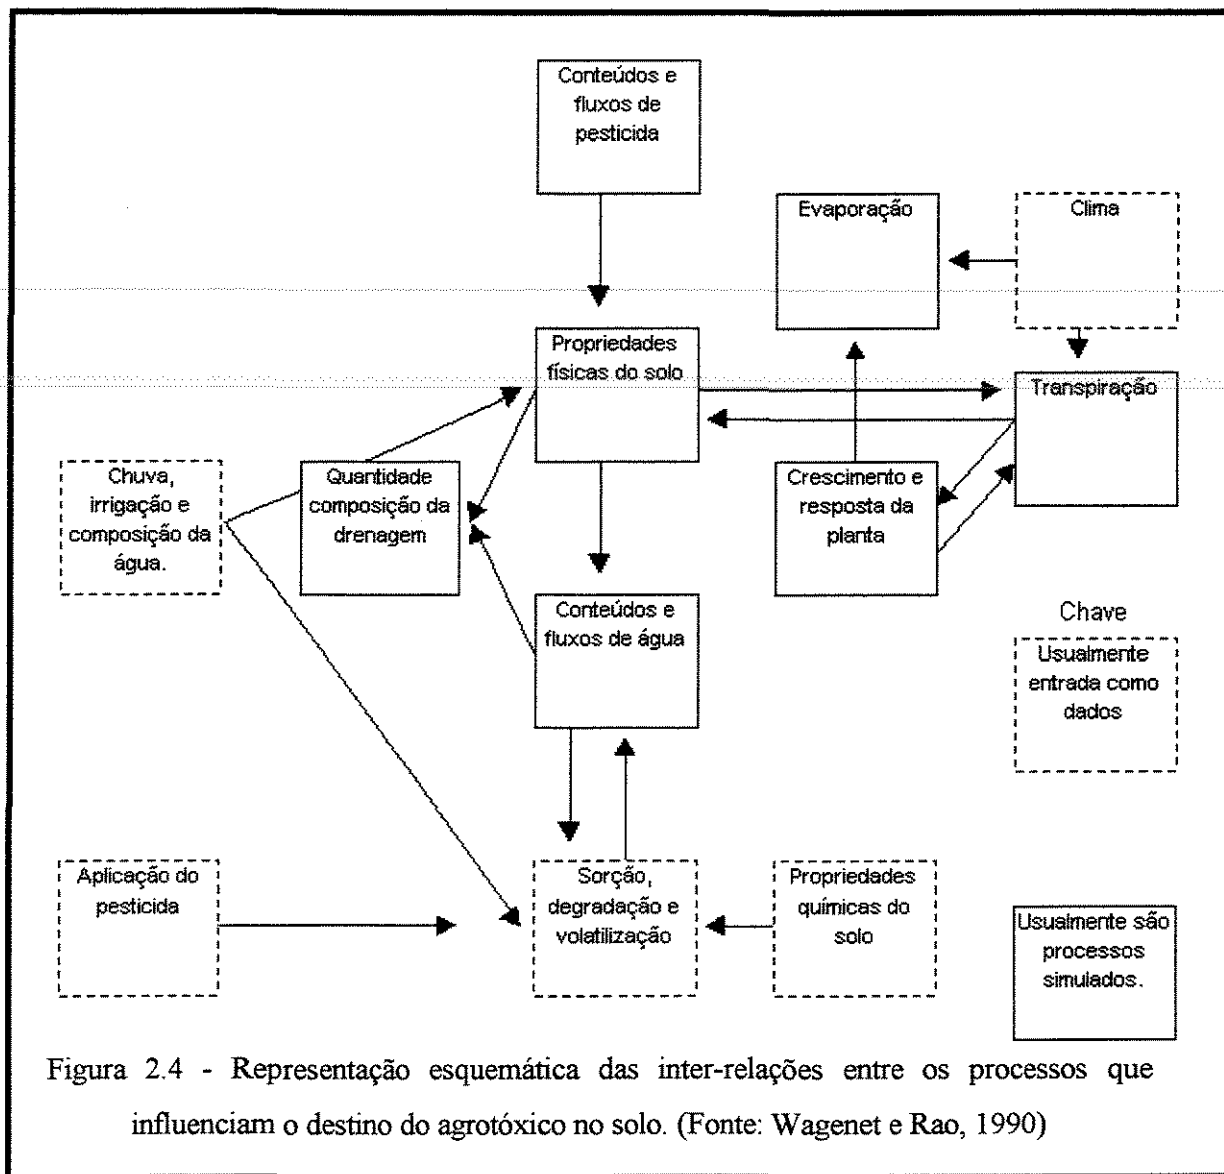 Conteúdos e
fluxos de
pesticida
Evaporação
Clima
Propriedades
físicas do solo
Transpiração
Chuva,
irrigação e
composição da
água.
Quantidade
composição da
drenagem
Crescimento e
resposta da
planta
Conteúdos e
fluxos de água
Chave
Usualmente
entrada como
dados
Aplicação do
pesticida
Sorção,
degradação e
volatilização
Propriedades
químicas do
solo
Usualmente são
processos
simulados.
Figura 2.4 - Representação esquemática das inter-relações entre os processos que
influenciam o destino do agrotóxico no solo. (Fonte: Wagenet e Rao, 1990)